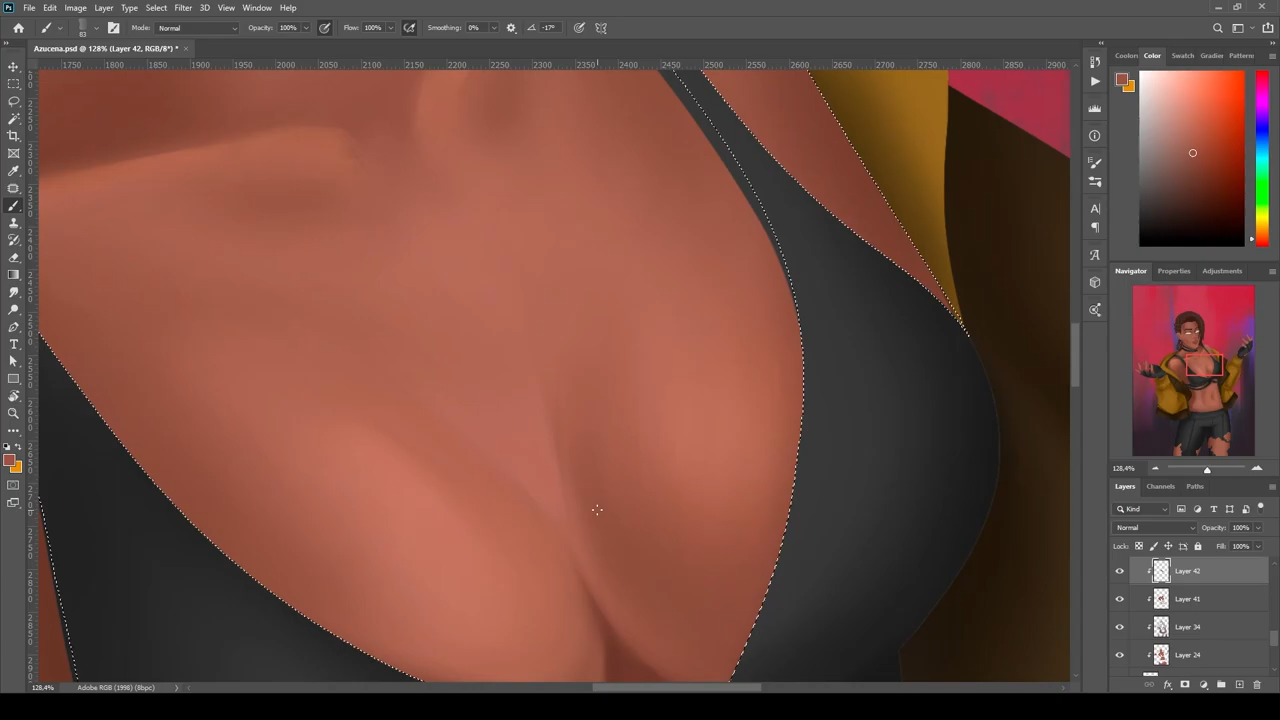 File Edit Image Layer Type Select Filter 3D View Window Help
83 Mode: Normal Opacity: 100% Flow: 100% Smoothing: 0% -17°
Azucena.psd @ 128% (Layer 42, RGB/8*) * ×
1750 1800 1850 1900 1950 2000 2050 2100 2150 2200 2250 2300 2350 2400 2450 2500 2550 2600 2650 2700 2750 2800 2850 2900
Color Swatch Gradier Patterns
Navigator Properties Adjustments
128,4%
Layers Channels Paths
Kind
Normal Opacity: 100%
Lock: Fill: 100%
Layer 42
Layer 41
Layer 34
Layer 24
128,4% Adobe RGB (1998) (8bpc)